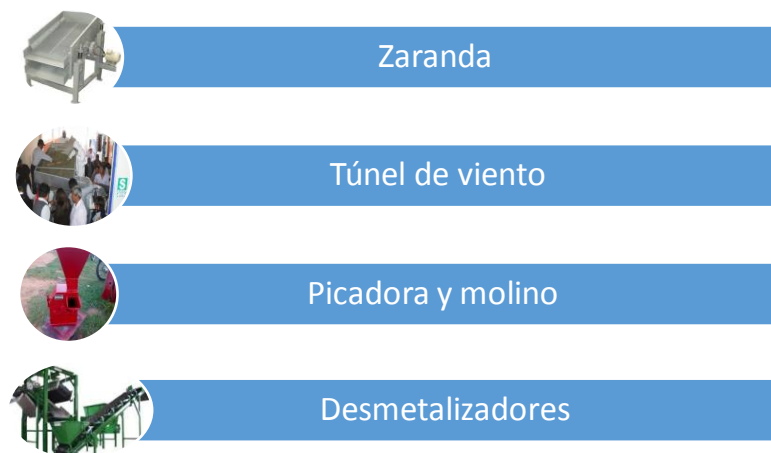 Zaranda
Túnel de viento
Picadora y molino
Desmetalizadores